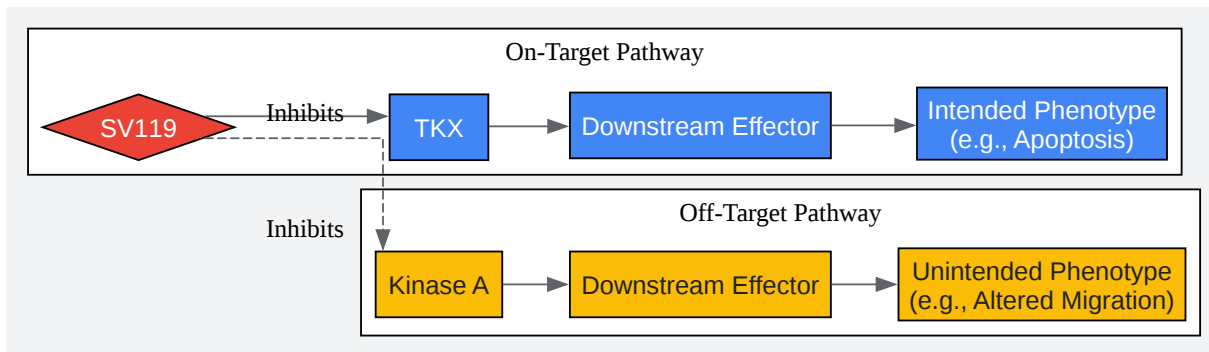 On-Target Pathway
SV119
Inhibits
TKX
Downstream Effector
Intended Phenotype
(e.g., Apoptosis)
Off-Target Pathway
Inhibits
Kinase A
Downstream Effector
Unintended Phenotype
(e.g., Altered Migration)